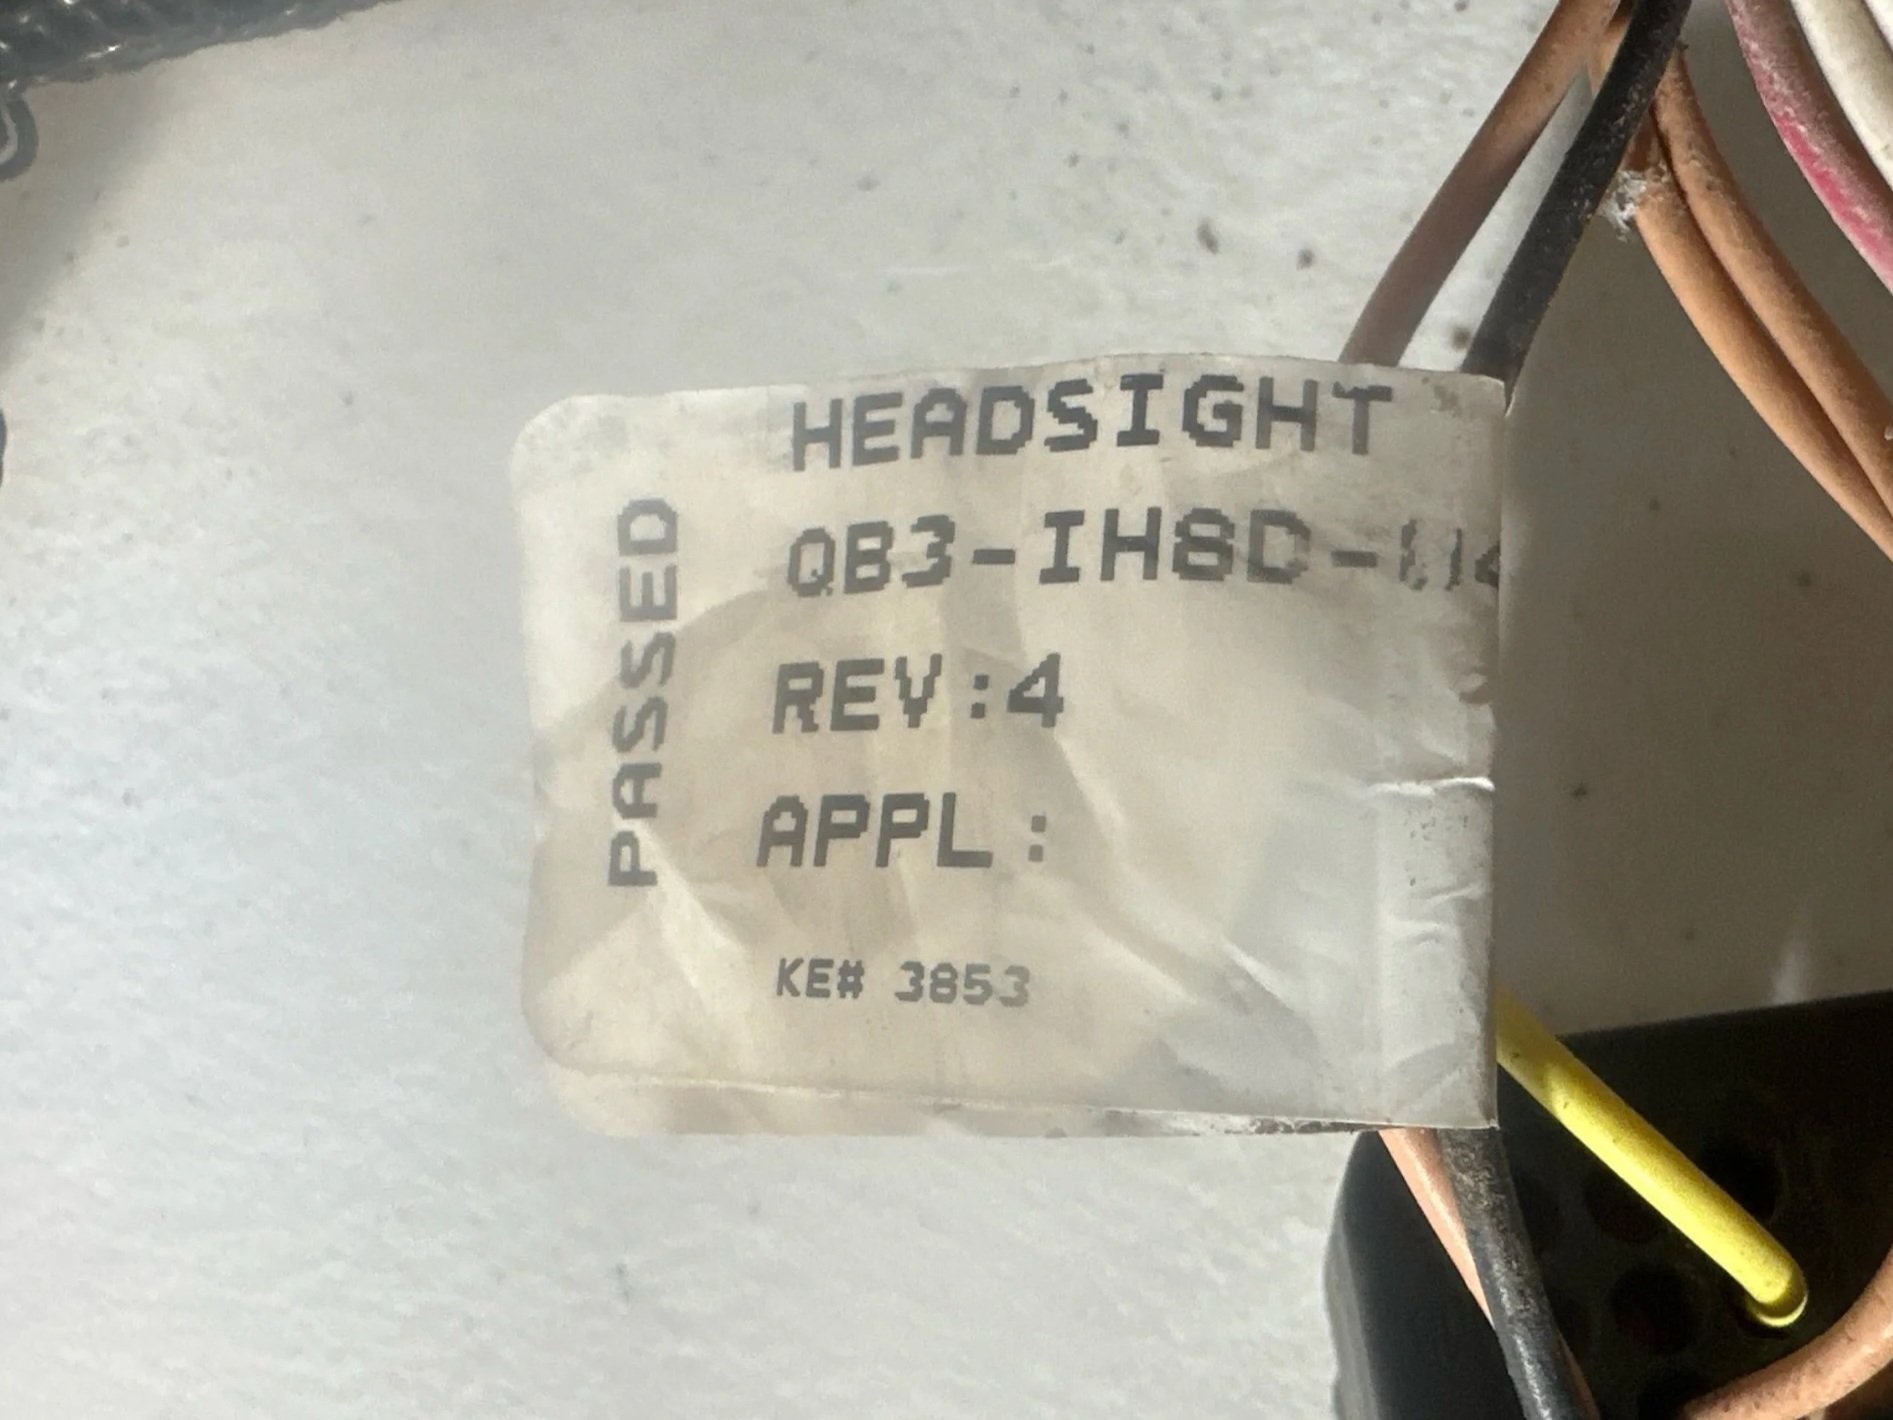 HEADSIGHT
QB3-IH8D-
REV:4
APPL:
KE# 3853
PASSED